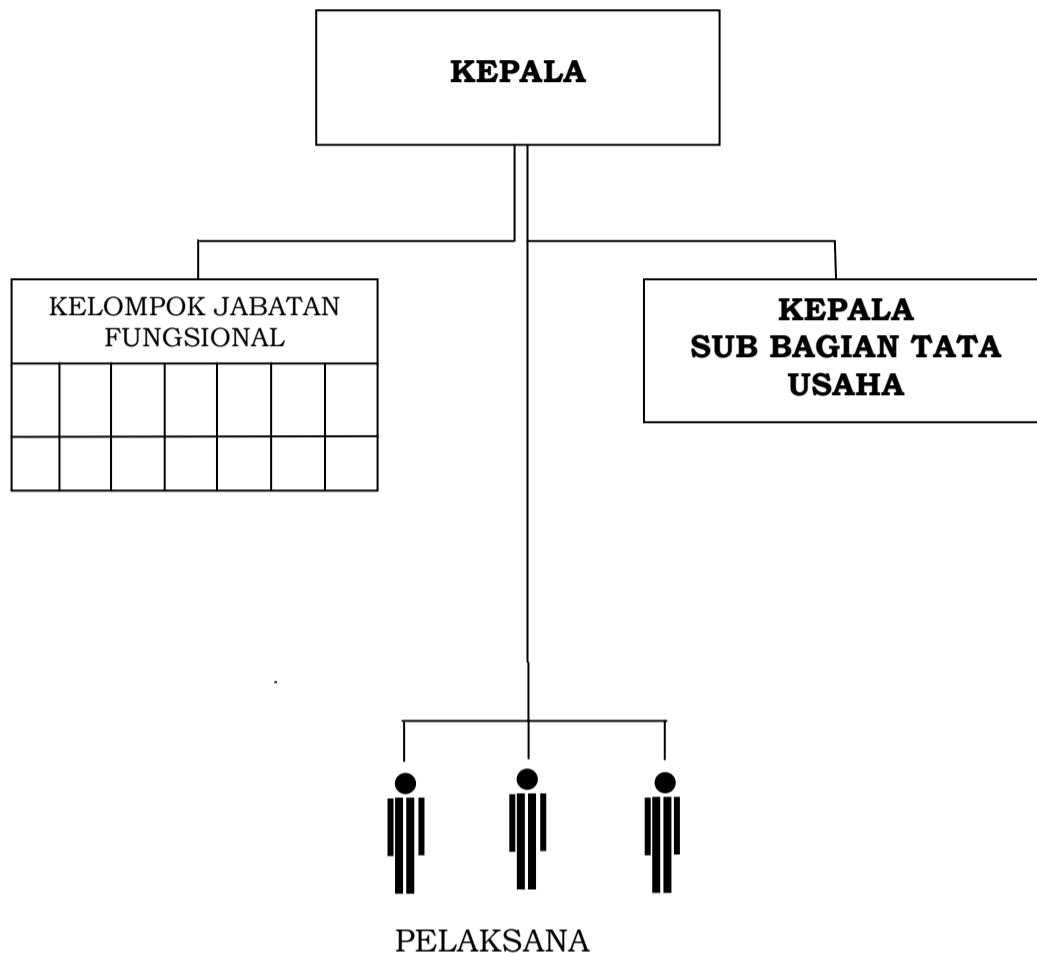 KEPALA
KELOMPOK JABATAN
FUNGSIONAL
KEPALA
SUB BAGIAN TATA
USAHA
PELAKSANA